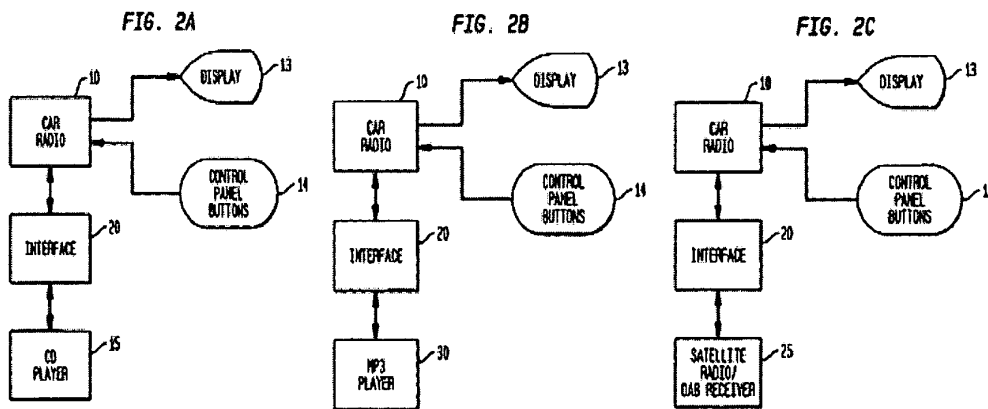 FIG. 2A
10
DISPLAY
13
CAR
RADIO
CONTROL
PANEL
BUTTONS
14
20
INTERFACE
15
CD
PLAYER
FIG. 2B
10
DISPLAY
13
CAR
RADIO
CONTROL
PANEL
BUTTONS
14
20
INTERFACE
30
MP3
PLAYER
FIG. 2C
10
DISPLAY
13
CAR
RADIO
CONTROL
PANEL
BUTTONS
20
INTERFACE
25
SATELLITE
RADIO/
DAB RECEIVER